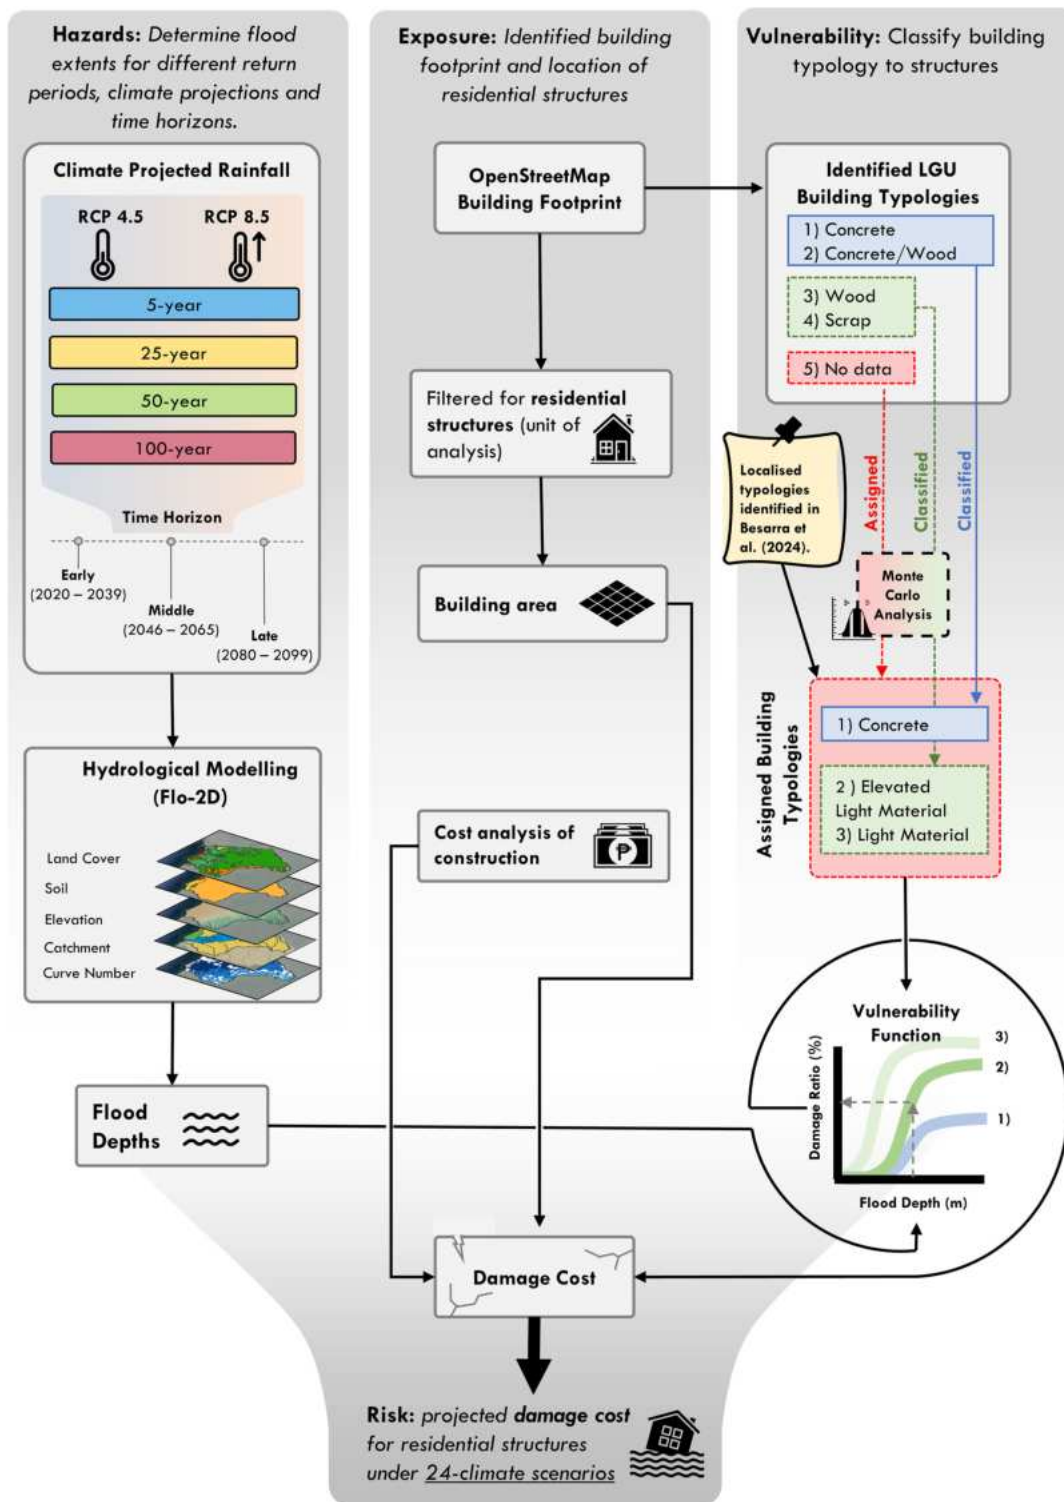 Hazards: Determine flood
extents for different return
periods, climate projections and
time horizons.
Climate Projected Rainfall
RCP 4.5
RCP 8.5
5-year
25-year
50-year
100-year
Time Horizon
Early
(2020 – 2039)
Middle
(2046 – 2065)
Late
(2080 – 2099)
Hydrological Modelling
(Flo-2D)
Land Cover
Soil
Elevation
Catchment
Curve Number
Flood
Depths
Exposure: Identified building
footprint and location of
residential structures
OpenStreetMap
Building Footprint
Filtered for residential
structures (unit of
analysis)
Building area
Cost analysis of
construction
₱
Vulnerability: Classify building
typology to structures
Identified LGU
Building Typologies
1) Concrete
2) Concrete/Wood
3) Wood
4) Scrap
5) No data
Localised
typologies
identified in
Besarra et
al. (2024).
Assigned
Classified
Classified
Monte
Carlo
Analysis
Assigned Building
Typologies
1) Concrete
2 ) Elevated
Light Material
3) Light Material
Vulnerability
Function
Damage Ratio (%)
3)
2)
1)
Flood Depth (m)
Damage Cost
Risk: projected damage cost
for residential structures
under 24-climate scenarios